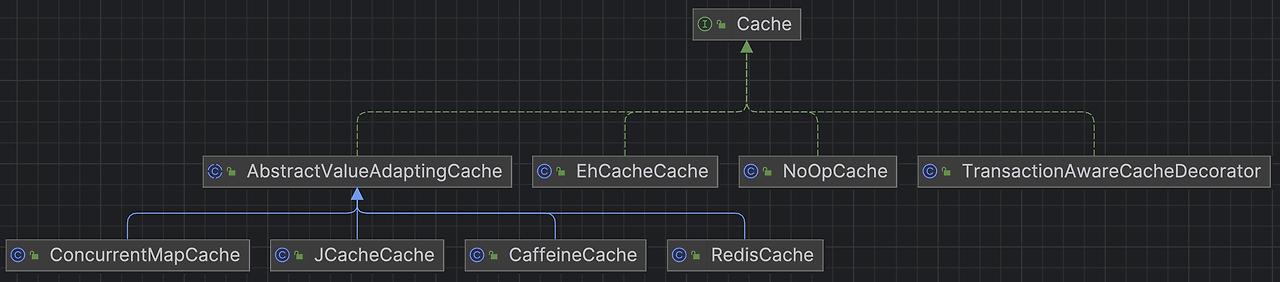 Cache
AbstractValueAdaptingCache
EhCacheCache
NoOpCache
TransactionAwareCacheDecorator
ConcurrentMapCache
JCacheCache
CaffeineCache
RedisCache